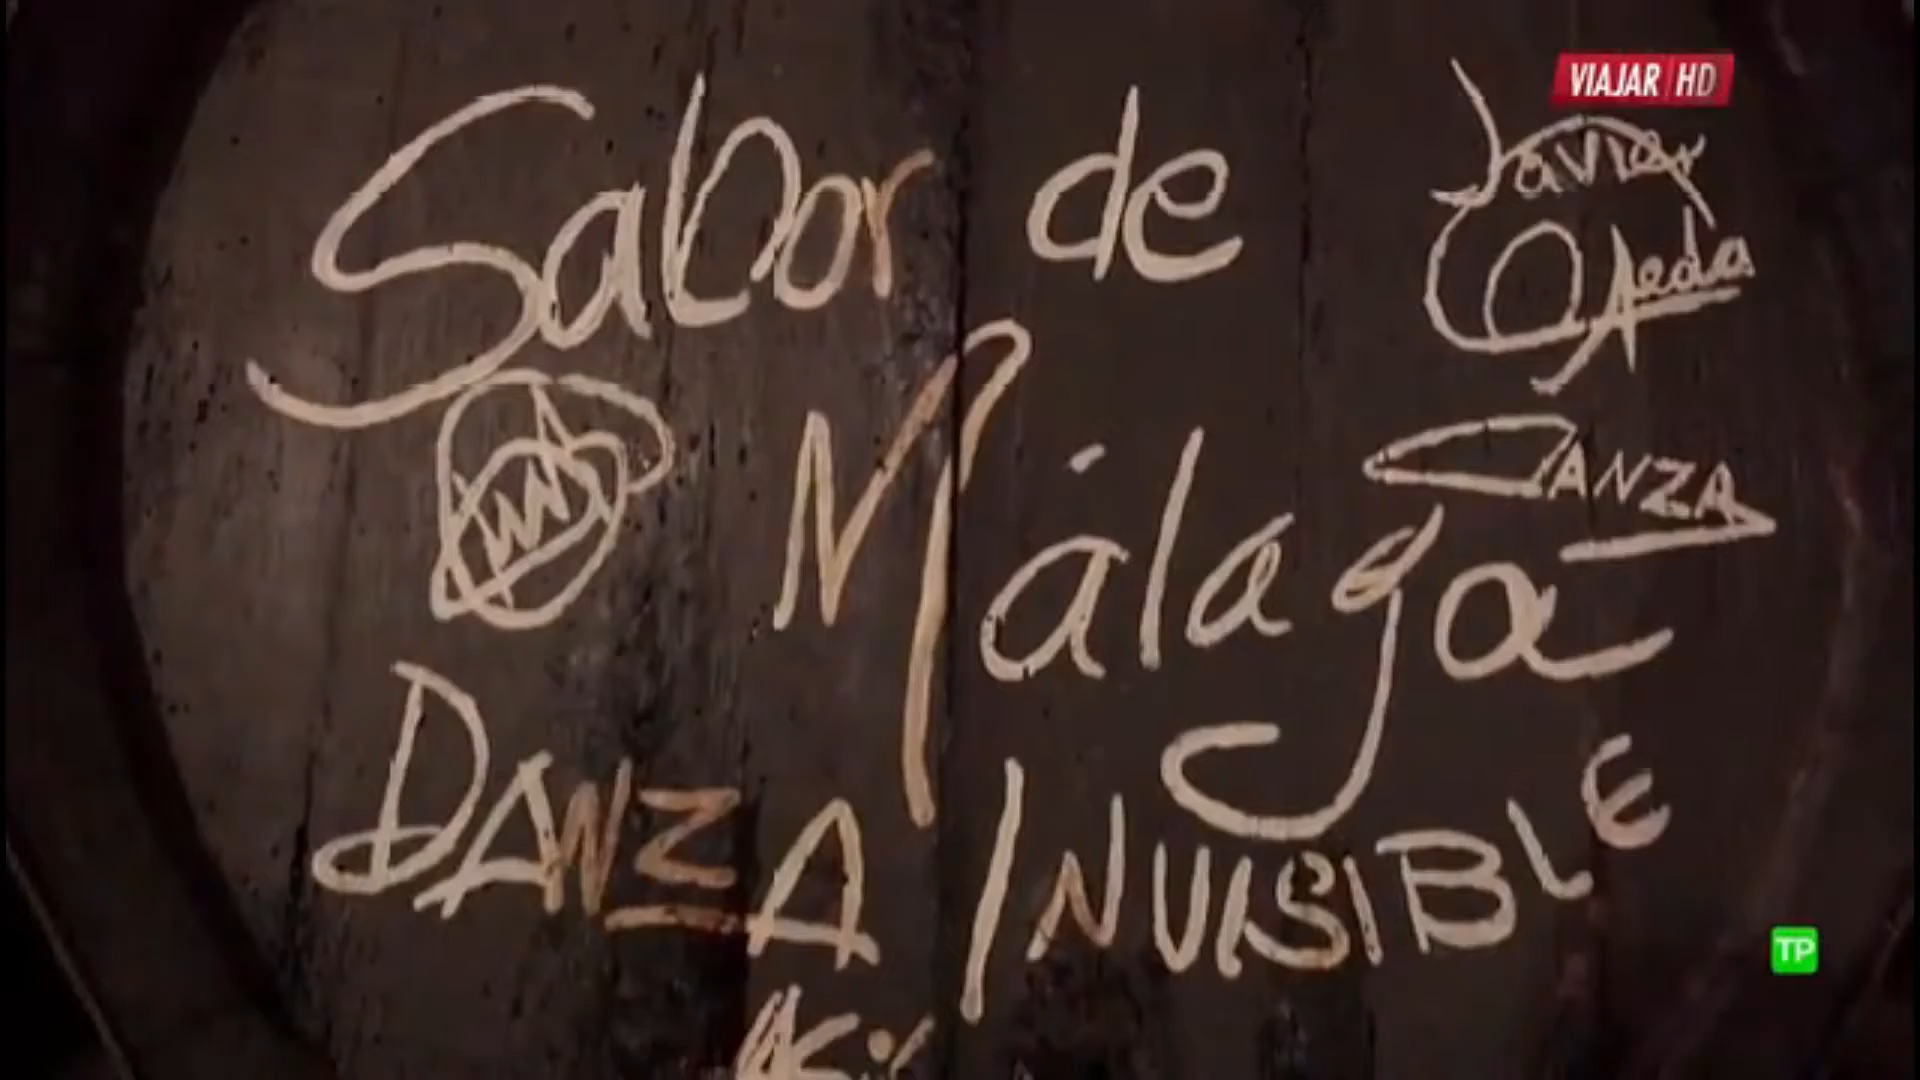 VIAJAR HD
Sabor de
Javier
Ojeda
Málaga
DANZA
DANZA INVISIBLE
TP